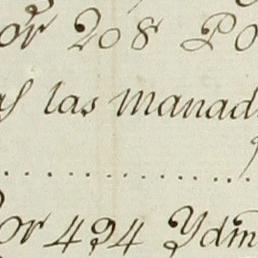 or 208 Po
as las manad
or 494 Ydm